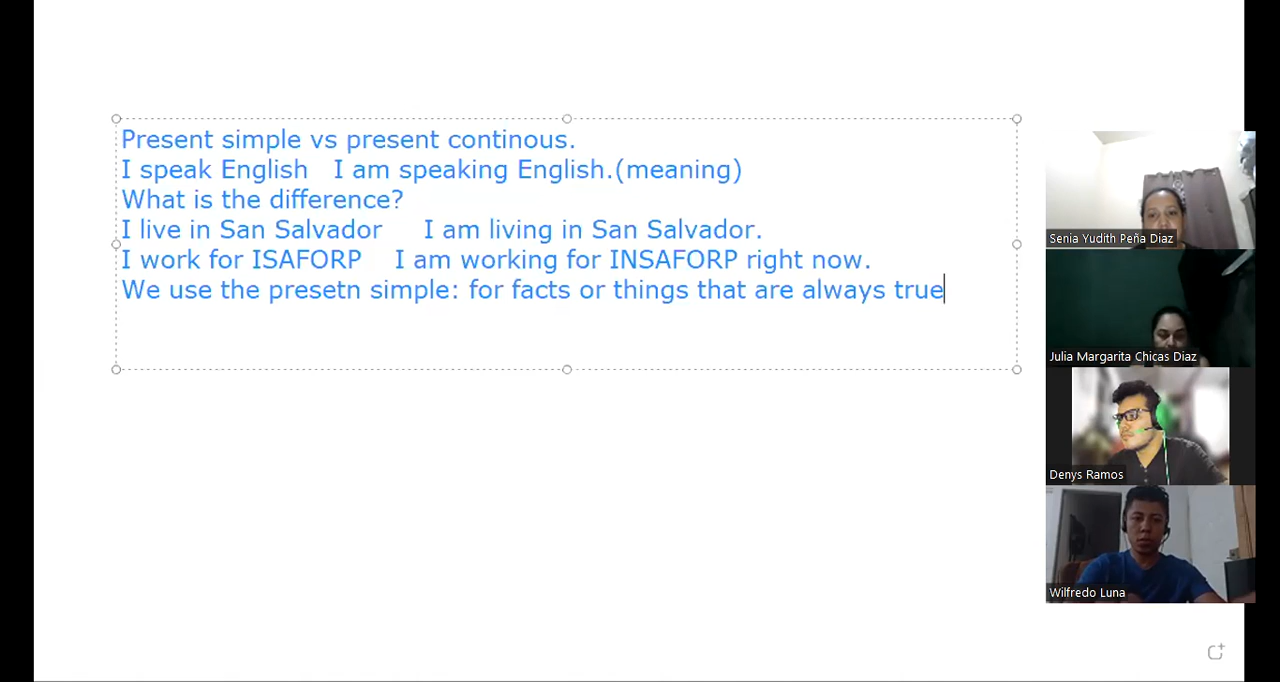 Present simple vs present continous.
I speak English   I am speaking English.(meaning)
What is the difference?
I live in San Salvador     I am living in San Salvador.
I work for ISAFORP    I am working for INSAFORP right now.
We use the presetn simple: for facts or things that are always true
Senia Yudith Peña Diaz
Julia Margarita Chicas Diaz
Denys Ramos
Wilfredo Luna